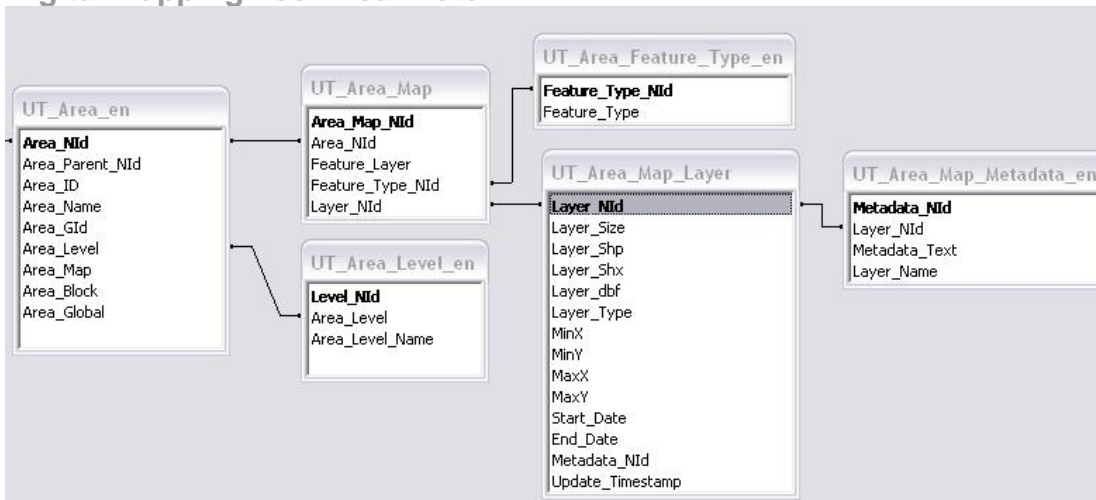 UT_Area_en
Area_NId
Area_Parent_NId
Area_ID
Area_Name
Area_GId
Area_Level
Area_Map
Area_Block
Area_Global
UT_Area_Map
Area_Map_NId
Area_NId
Feature_Layer
Feature_Type_NId
Layer_NId
UT_Area_Level_en
Level_NId
Area_Level
Area_Level_Name
UT_Area_Feature_Type_en
Feature_Type_NId
Feature_Type
UT_Area_Map_Layer
Layer_NId
Layer_Size
Layer_Shp
Layer_Shx
Layer_dbf
Layer_Type
MinX
MinY
MaxX
MaxY
Start_Date
End_Date
Metadata_NId
Update_Timestamp
UT_Area_Map_Metadata_en
Metadata_NId
Layer_NId
Metadata_Text
Layer_Name